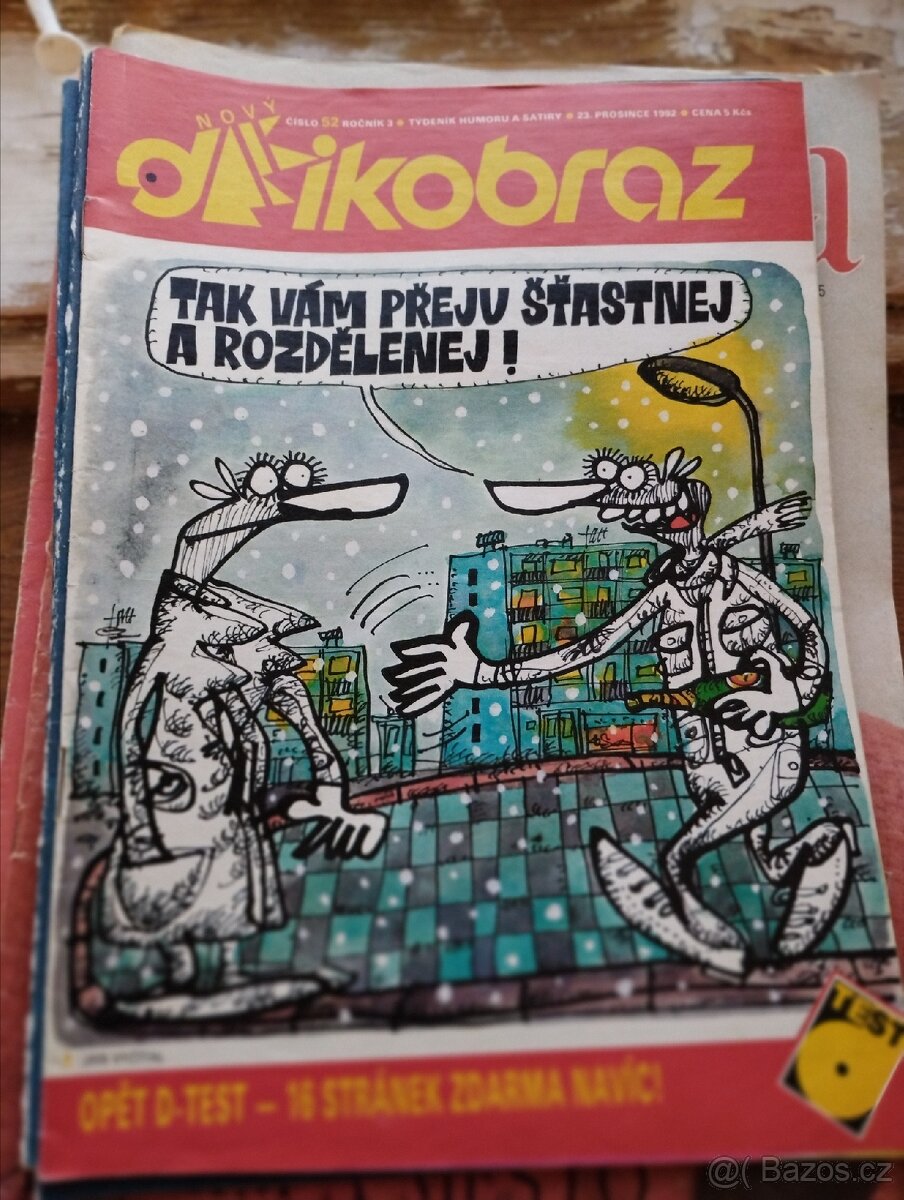 NOVÝ
ČÍSLO 52 ROČNÍK 3 ● TÝDENÍK HUMORU A SATIRY ● 23. PROSINCE 1992 ● CENA 5 Kčs
dikobraz
TAK VÁM PŘEJU ŠŤASTNEJ
A ROZDĚLENEJ!
TEST
OPĚT D-TEST – 16 STRÁNEK ZDARMA NAVÍC!
@( Bazos.cz